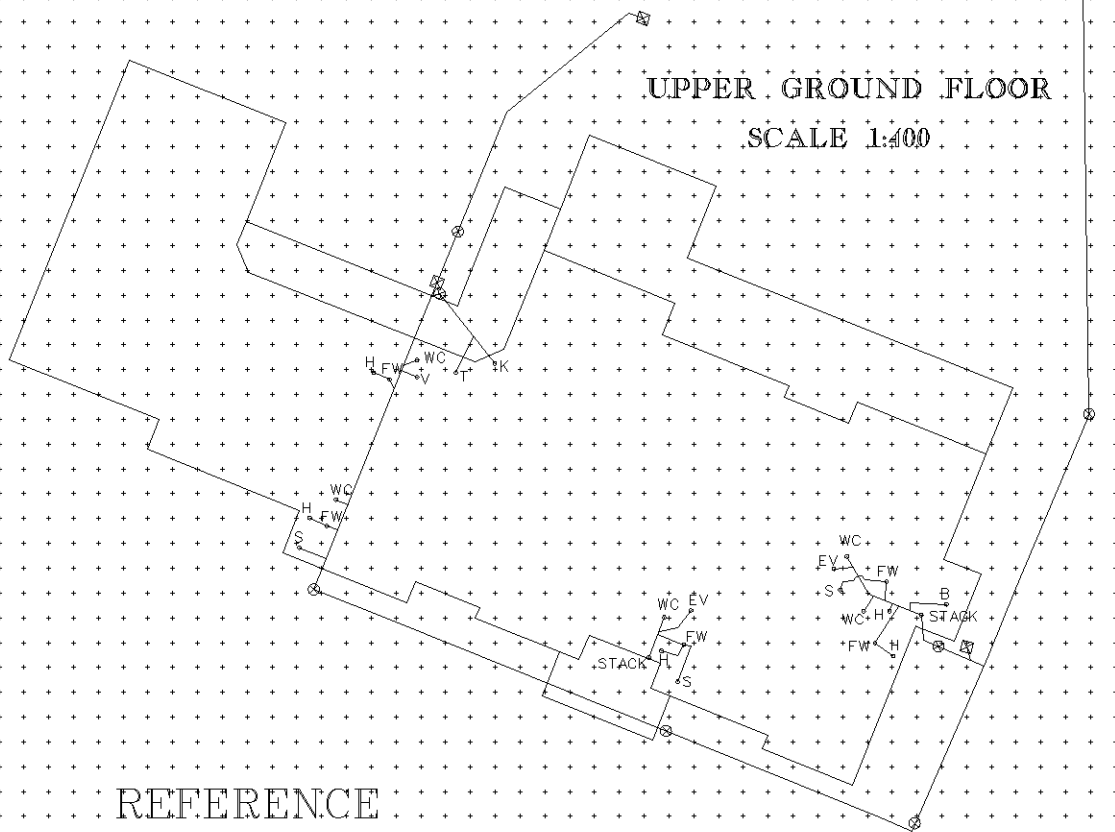 UPPER GROUND FLOOR
SCALE 1:400
H FW WC V T K
WC
H FW
S
WC
EV FW
S B
WC H STACK
FW H
WC EV
FW
STACK H
S
REFERENCE